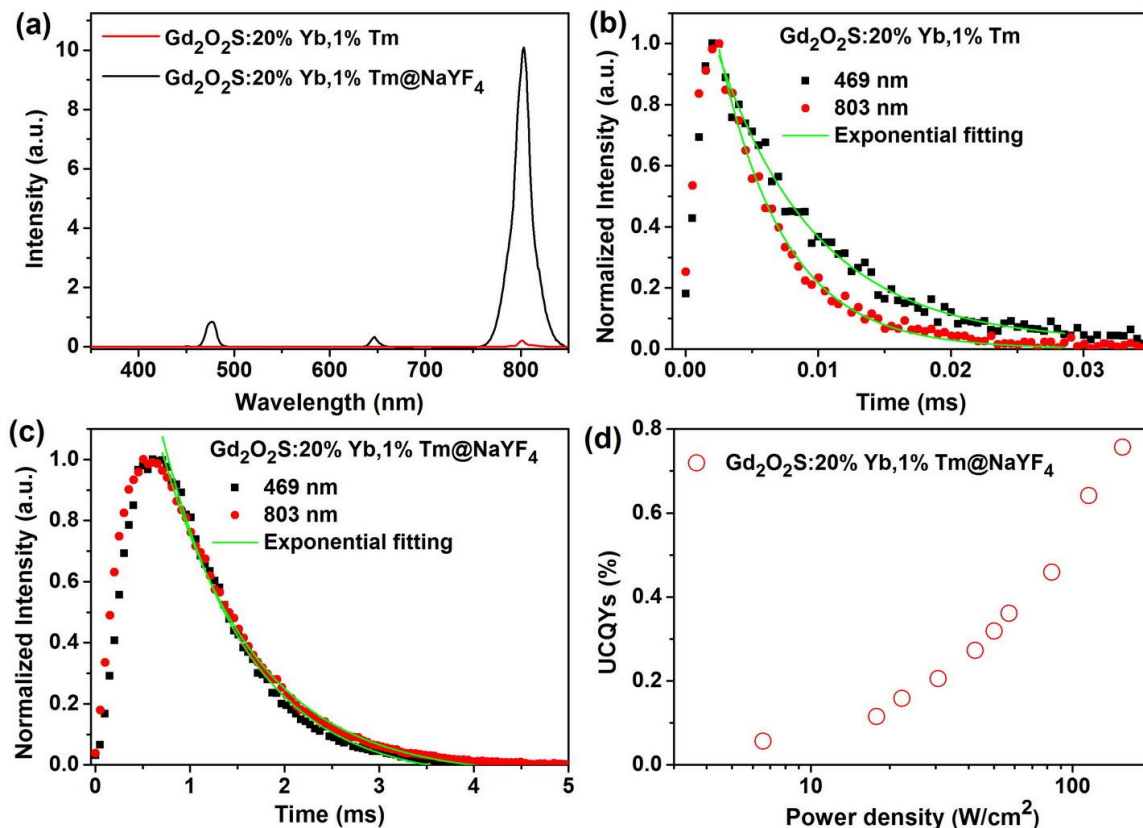 (a)
Gd₂O₂S:20% Yb,1% Tm
Gd₂O₂S:20% Yb,1% Tm@NaYF₄
Intensity (a.u.)
10
8
6
4
2
0
400 500 600 700 800
Wavelength (nm)
(b)
Gd₂O₂S:20% Yb,1% Tm
469 nm
803 nm
Exponential fitting
Normalized Intensity (a.u.)
1.0
0.8
0.6
0.4
0.2
0.0
0.00 0.01 0.02 0.03
Time (ms)
(c)
Gd₂O₂S:20% Yb,1% Tm@NaYF₄
469 nm
803 nm
Exponential fitting
Normalized Intensity (a.u.)
1.0
0.8
0.6
0.4
0.2
0.0
0 1 2 3 4 5
Time (ms)
(d)
Gd₂O₂S:20% Yb,1% Tm@NaYF₄
UCQYs (%)
0.8
0.6
0.4
0.2
0.0
10 100
Power density (W/cm²)